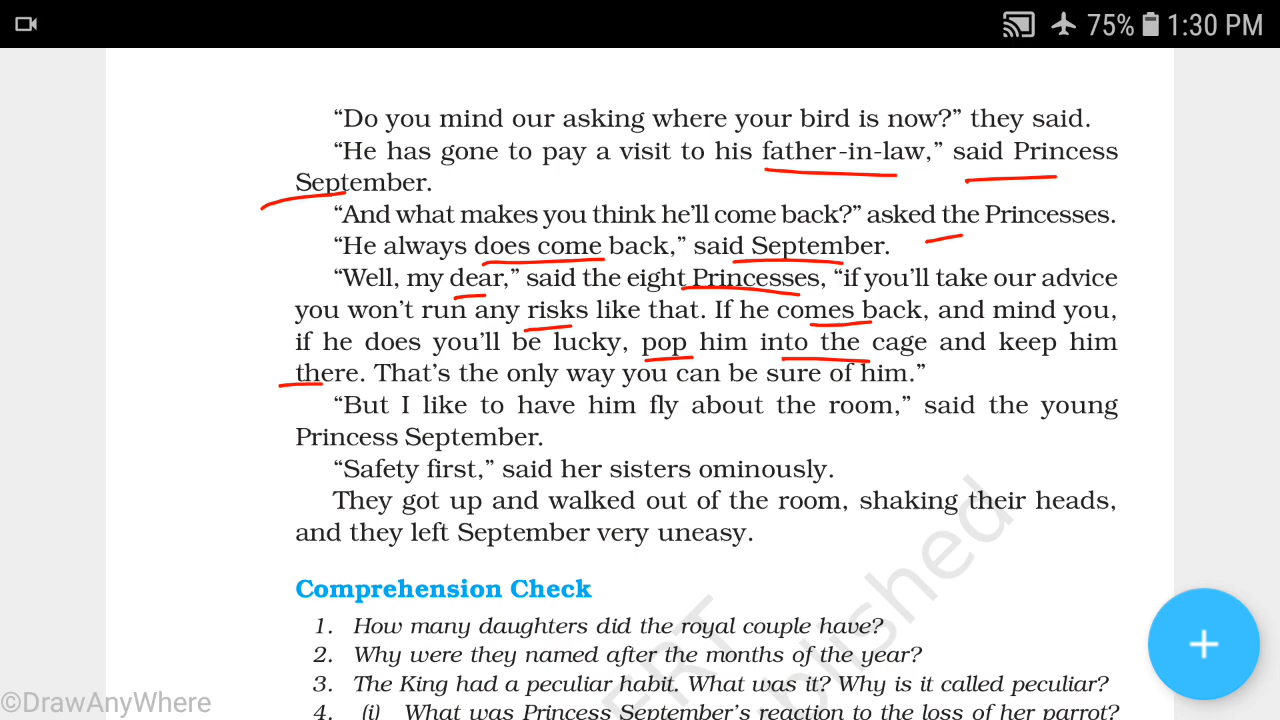 75% 1:30 PM
“Do you mind our asking where your bird is now?” they said.
“He has gone to pay a visit to his father-in-law,” said Princess
September.
“And what makes you think he’ll come back?” asked the Princesses.
“He always does come back,” said September.
“Well, my dear,” said the eight Princesses, “if you’ll take our advice
you won’t run any risks like that. If he comes back, and mind you,
if he does you’ll be lucky, pop him into the cage and keep him
there. That’s the only way you can be sure of him.”
“But I like to have him fly about the room,” said the young
Princess September.
“Safety first,” said her sisters ominously.
They got up and walked out of the room, shaking their heads,
and they left September very uneasy.
Comprehension Check
1. How many daughters did the royal couple have?
2. Why were they named after the months of the year?
3. The King had a peculiar habit. What was it? Why is it called peculiar?
4. (i) What was Princess September’s reaction to the loss of her parrot?
©DrawAnyWhere